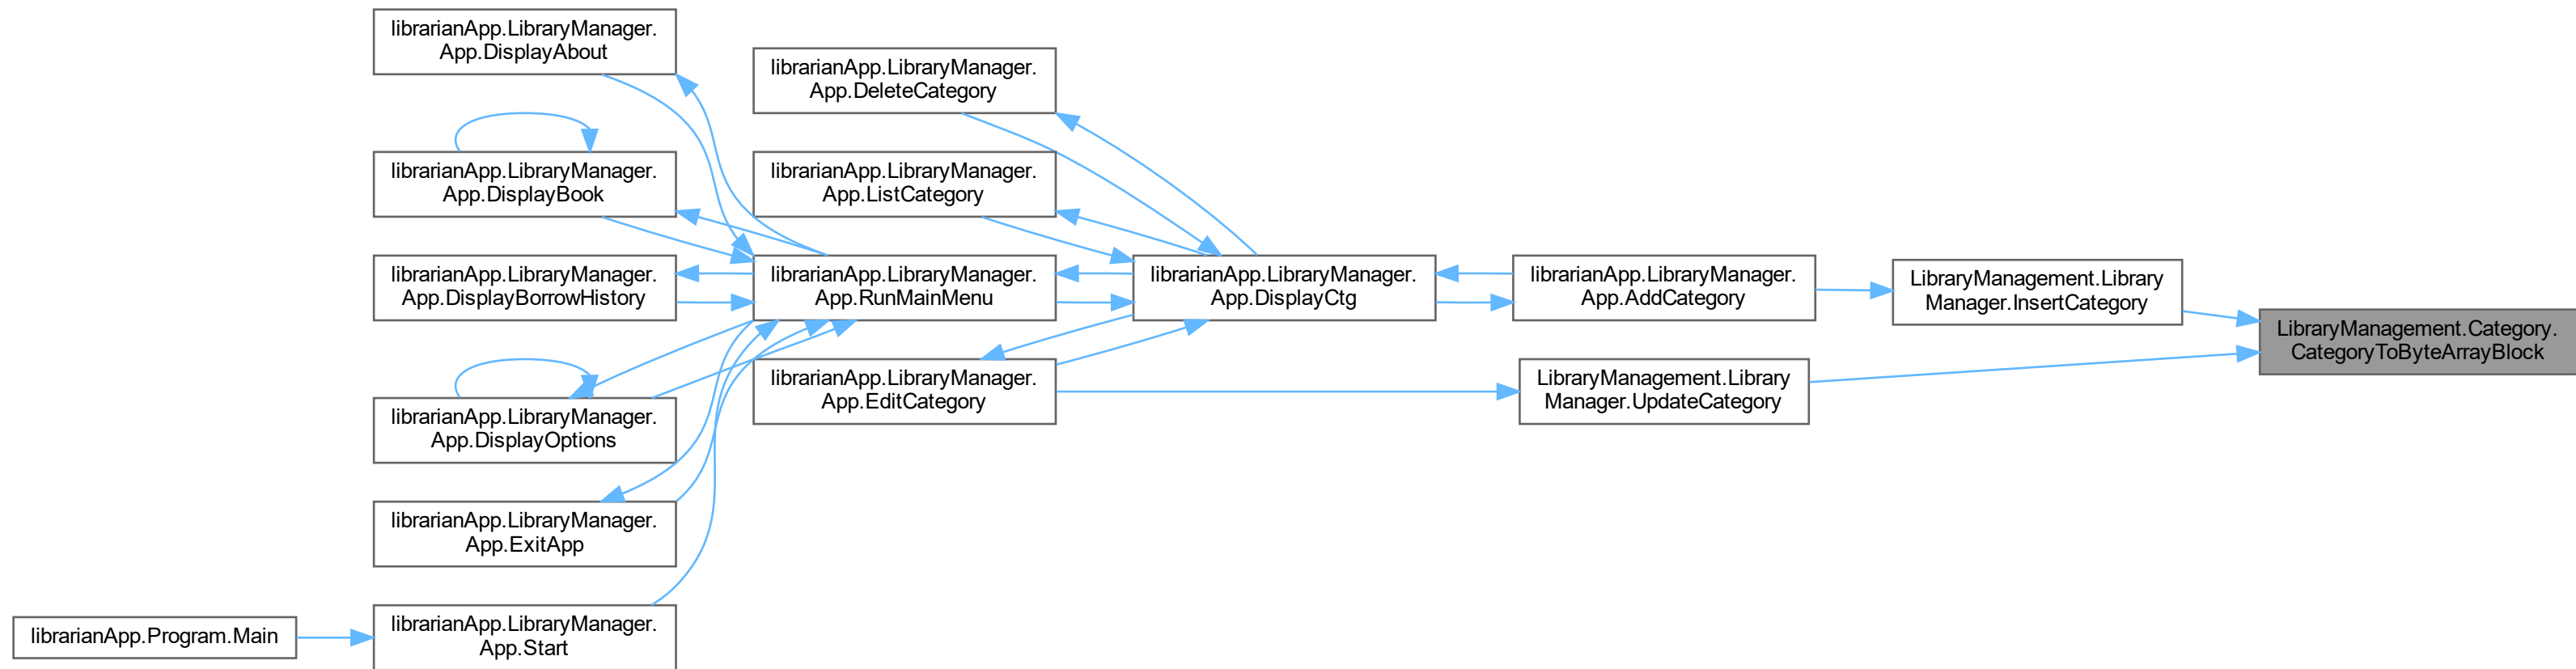 librarianApp.LibraryManager.
App.DisplayAbout
librarianApp.LibraryManager.
App.DeleteCategory
librarianApp.LibraryManager.
App.DisplayBook
librarianApp.LibraryManager.
App.ListCategory
librarianApp.LibraryManager.
App.DisplayBorrowHistory
librarianApp.LibraryManager.
App.RunMainMenu
librarianApp.LibraryManager.
App.DisplayCtg
librarianApp.LibraryManager.
App.AddCategory
LibraryManagement.Library
Manager.InsertCategory
LibraryManagement.Category.
CategoryToByteArrayBlock
librarianApp.LibraryManager.
App.EditCategory
LibraryManagement.Library
Manager.UpdateCategory
librarianApp.LibraryManager.
App.DisplayOptions
librarianApp.LibraryManager.
App.ExitApp
librarianApp.Program.Main
librarianApp.LibraryManager.
App.Start